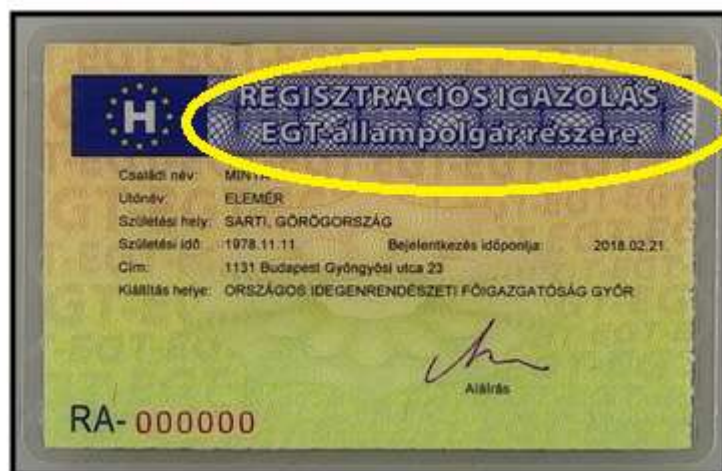 H
REGISZTRÁCIÓS IGAZOLÁS
EGT-állampolgár részére
Családi név: MINTA
Utónév: ELEMÉR
Születési hely: SARTI, GÖRÖGORSZÁG
Születési idő: 1978.11.11. Bejelentkezés időpontja: 2018.02.21.
Cím: 1131 Budapest Gyöngyösi utca 23
Kiállítás helye: ORSZÁGOS IDEGENRENDÉSZETI FŐIGAZGATÓSÁG GYŐR
Aláírás
RA- 000000